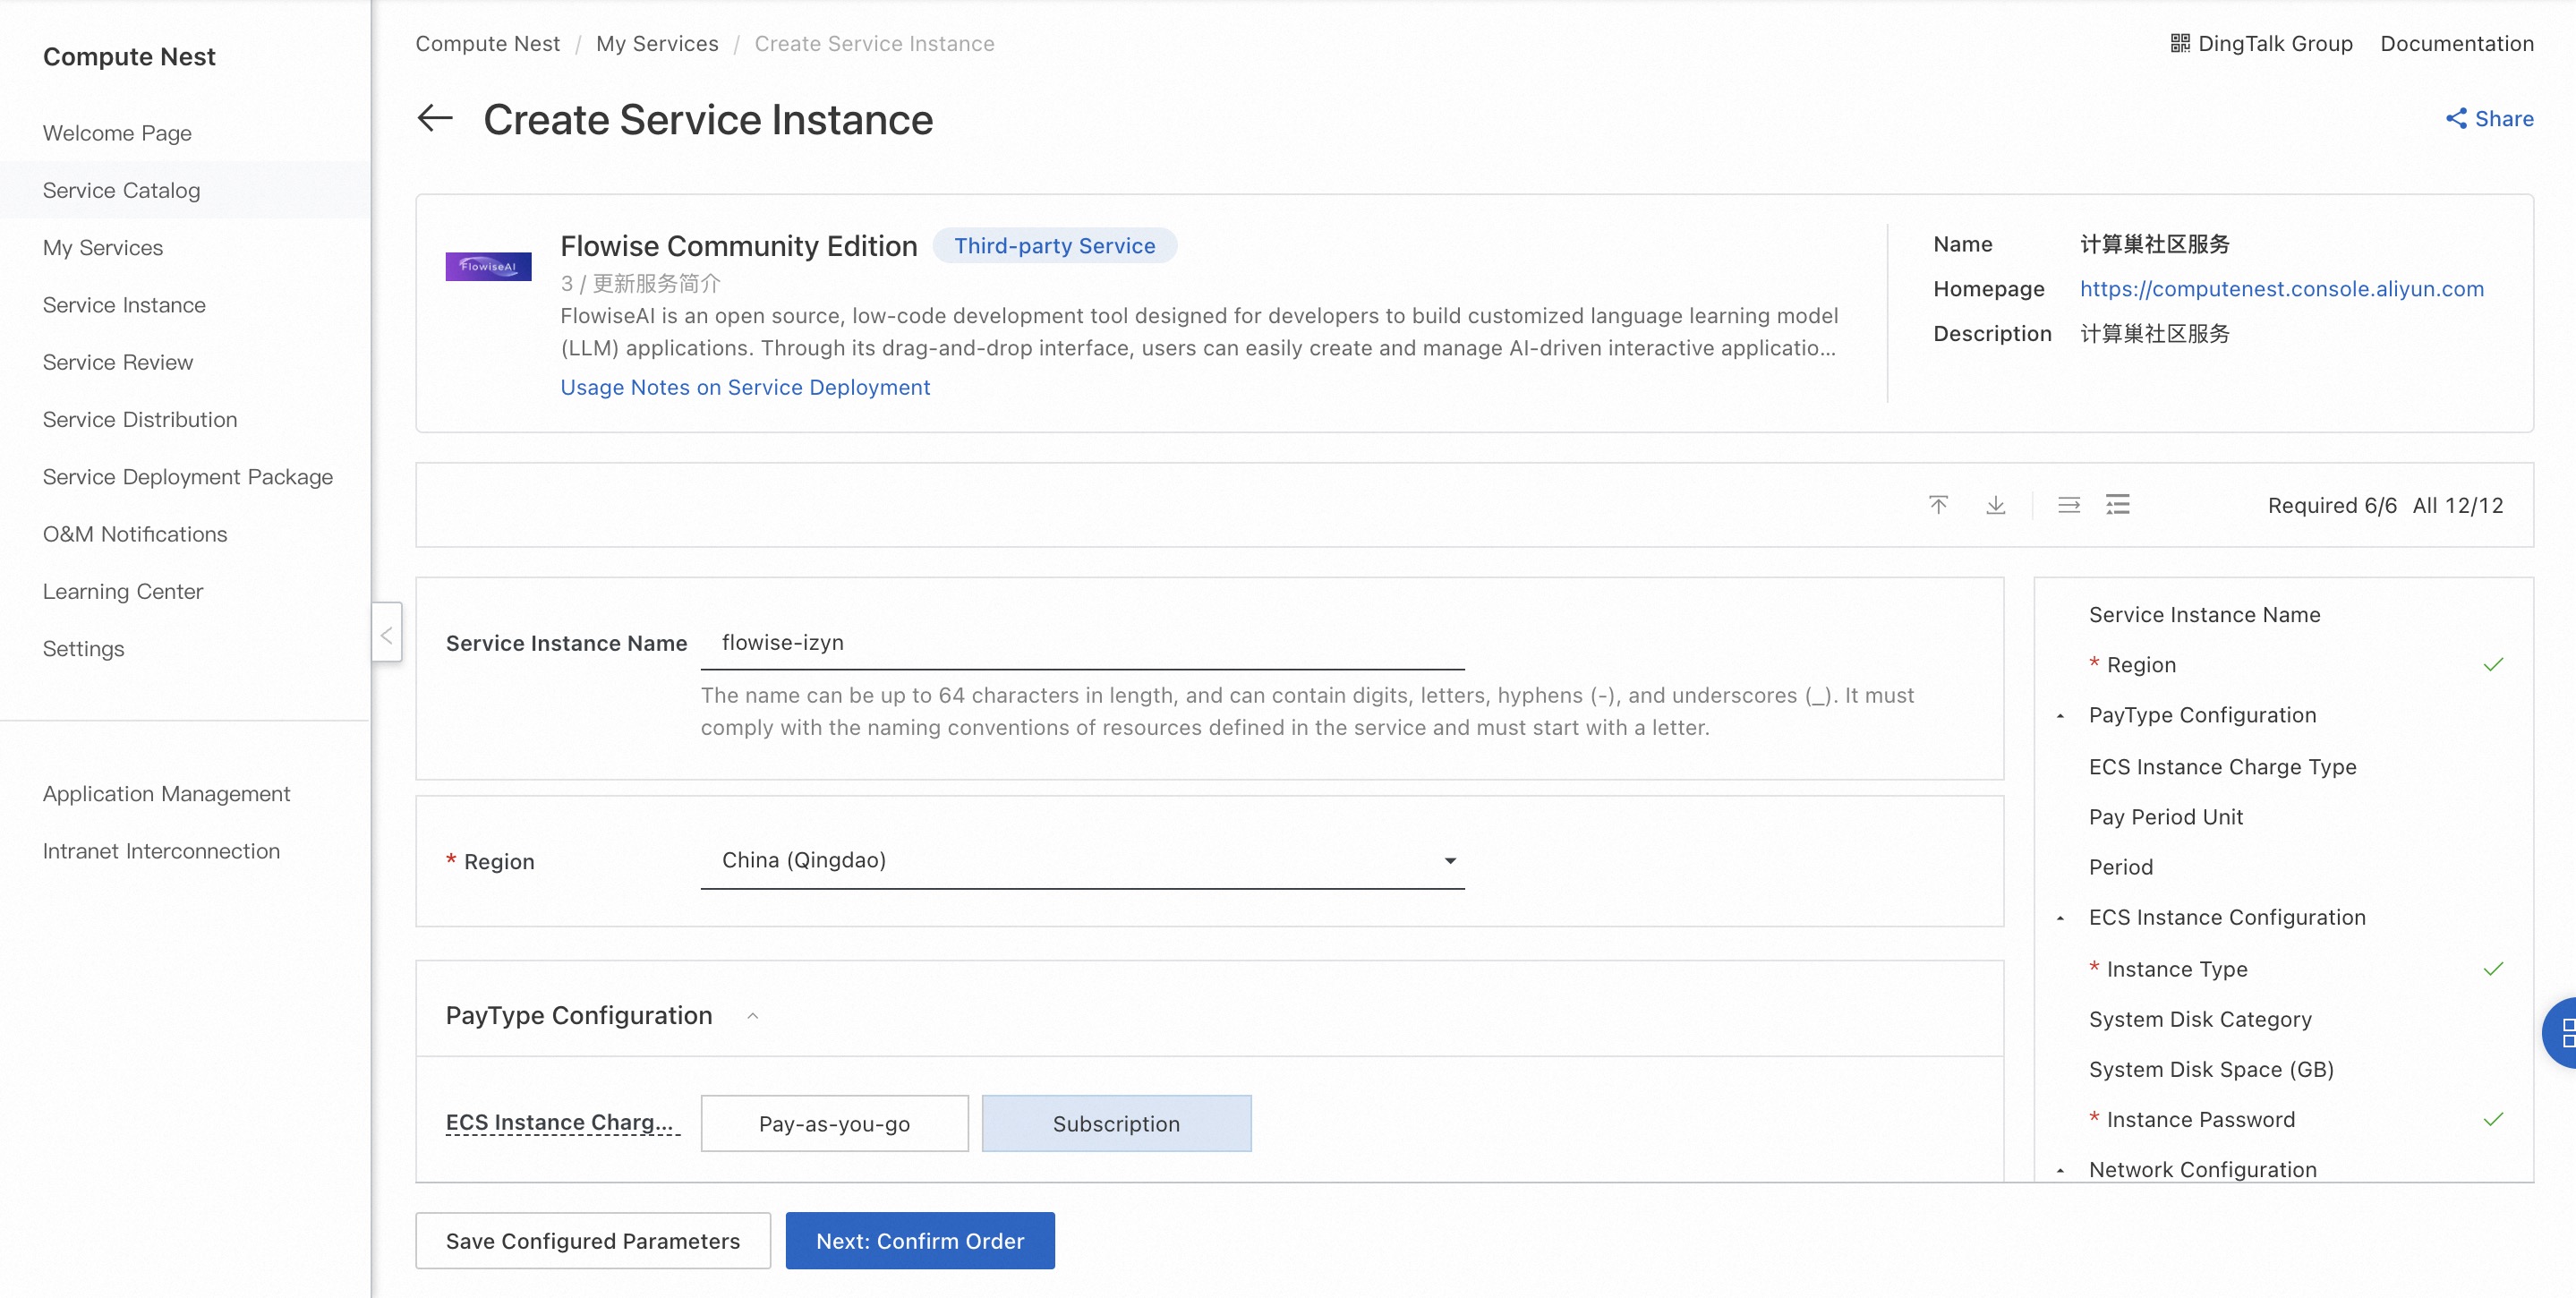 Compute Nest
Welcome Page
Service Catalog
My Services
Service Instance
Service Review
Service Distribution
Service Deployment Package
O&M Notifications
Learning Center
Settings
Application Management
Intranet Interconnection
Compute Nest / My Services / Create Service Instance
DingTalk Group Documentation
Create Service Instance
Share
FlowiseAI
Flowise Community Edition Third-party Service
3 / 更新服务简介
FlowiseAI is an open source, low-code development tool designed for developers to build customized language learning model
(LLM) applications. Through its drag-and-drop interface, users can easily create and manage AI-driven interactive applicatio...
Usage Notes on Service Deployment
Name 计算巢社区服务
Homepage https://computenest.console.aliyun.com
Description 计算巢社区服务
Required 6/6 All 12/12
Service Instance Name flowise-izyn
The name can be up to 64 characters in length, and can contain digits, letters, hyphens (-), and underscores (_). It must
comply with the naming conventions of resources defined in the service and must start with a letter.
* Region China (Qingdao)
PayType Configuration
ECS Instance Charg... Pay-as-you-go Subscription
Service Instance Name
* Region
PayType Configuration
ECS Instance Charge Type
Pay Period Unit
Period
ECS Instance Configuration
* Instance Type
System Disk Category
System Disk Space (GB)
* Instance Password
Network Configuration
Save Configured Parameters Next: Confirm Order